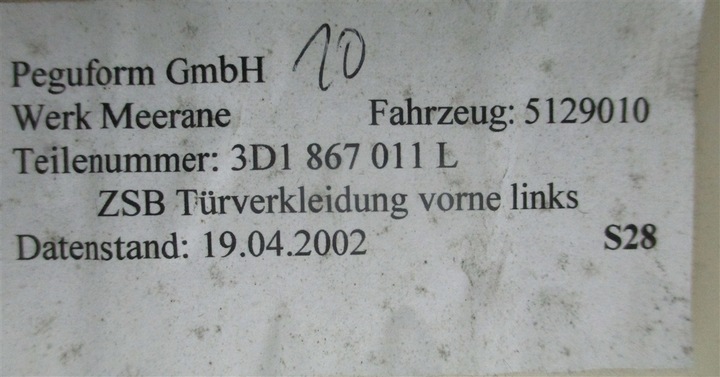 Peguform GmbH 10
Werk Meerane Fahrzeug: 5129010
Teilenummer: 3D1 867 011 L
ZSB Türverkleidung vorne links
Datenstand: 19.04.2002 S28